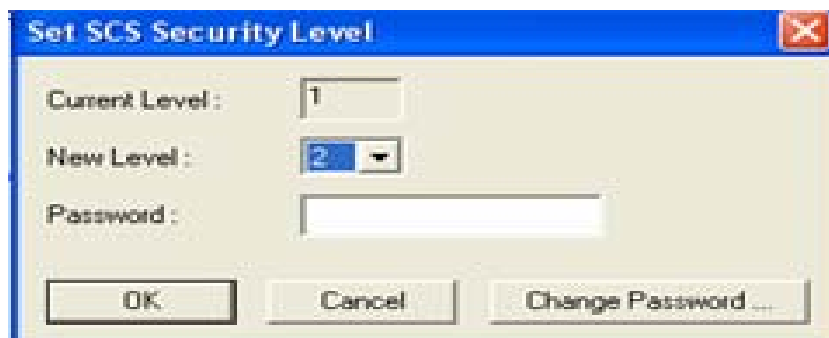 Set SCS Security Level
Current Level : 1
New Level : 2
Password :
OK Cancel Change Password ...